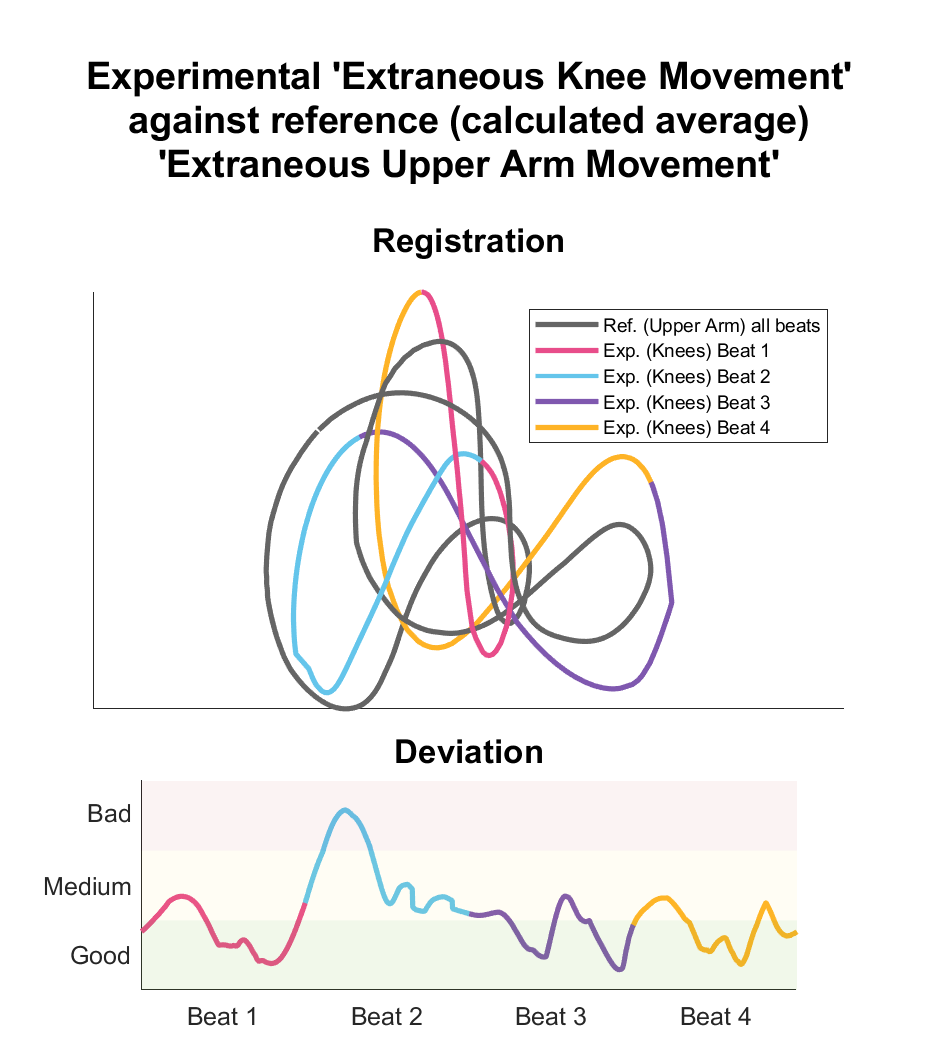 Experimental 'Extraneous Knee Movement'
against reference (calculated average)
'Extraneous Upper Arm Movement'
Registration
Ref. (Upper Arm) all beats
Exp. (Knees) Beat 1
Exp. (Knees) Beat 2
Exp. (Knees) Beat 3
Exp. (Knees) Beat 4
Deviation
Bad
Medium
Good
Beat 1
Beat 2
Beat 3
Beat 4